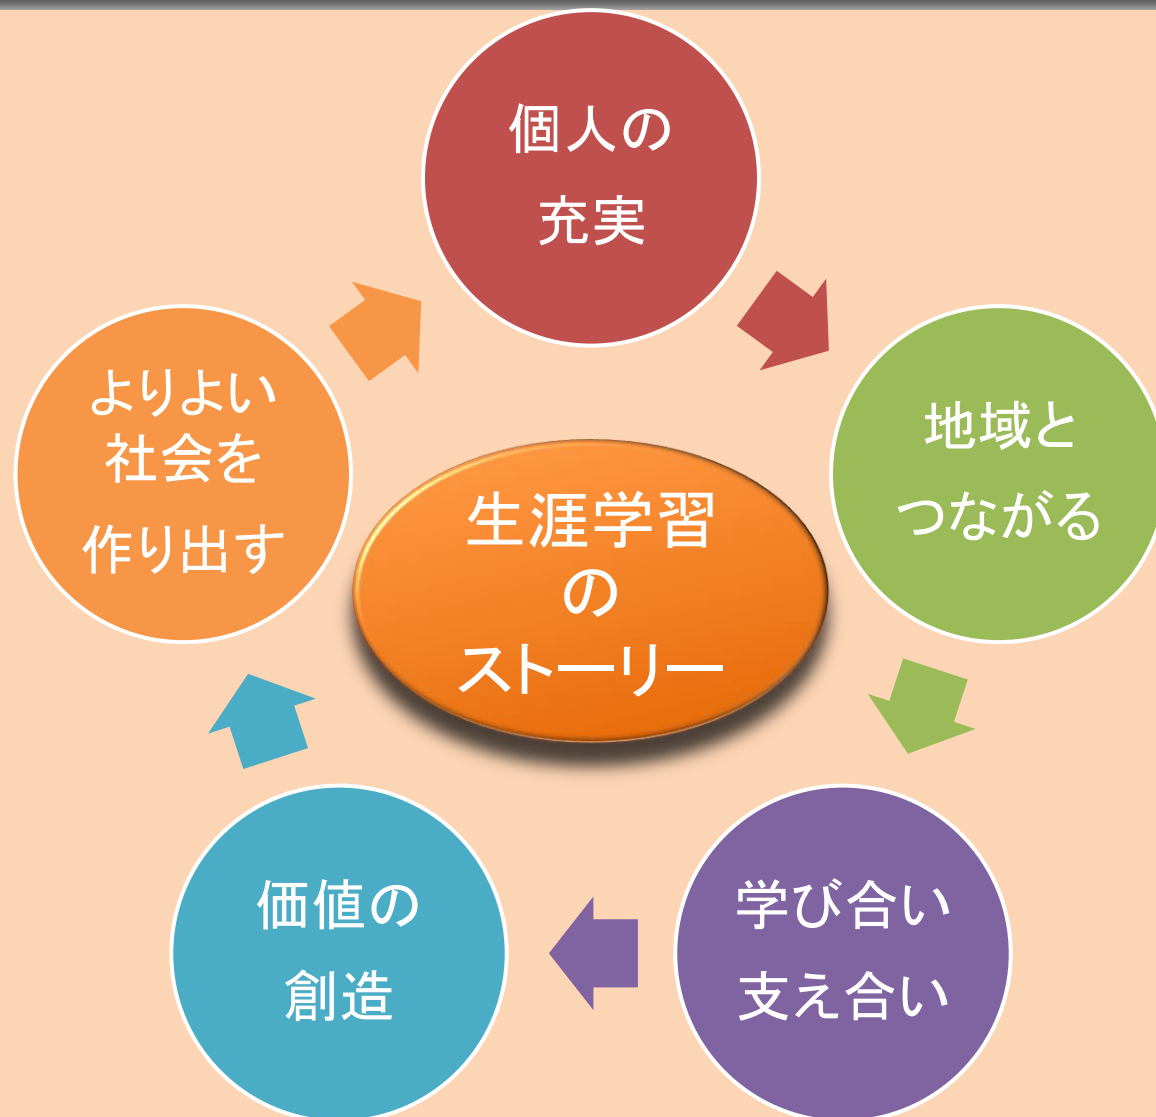 個人の
充実
地域と
つながる
学び合い
支え合い
価値の
創造
よりよい
社会を
作り出す
生涯学習
の
ストーリー